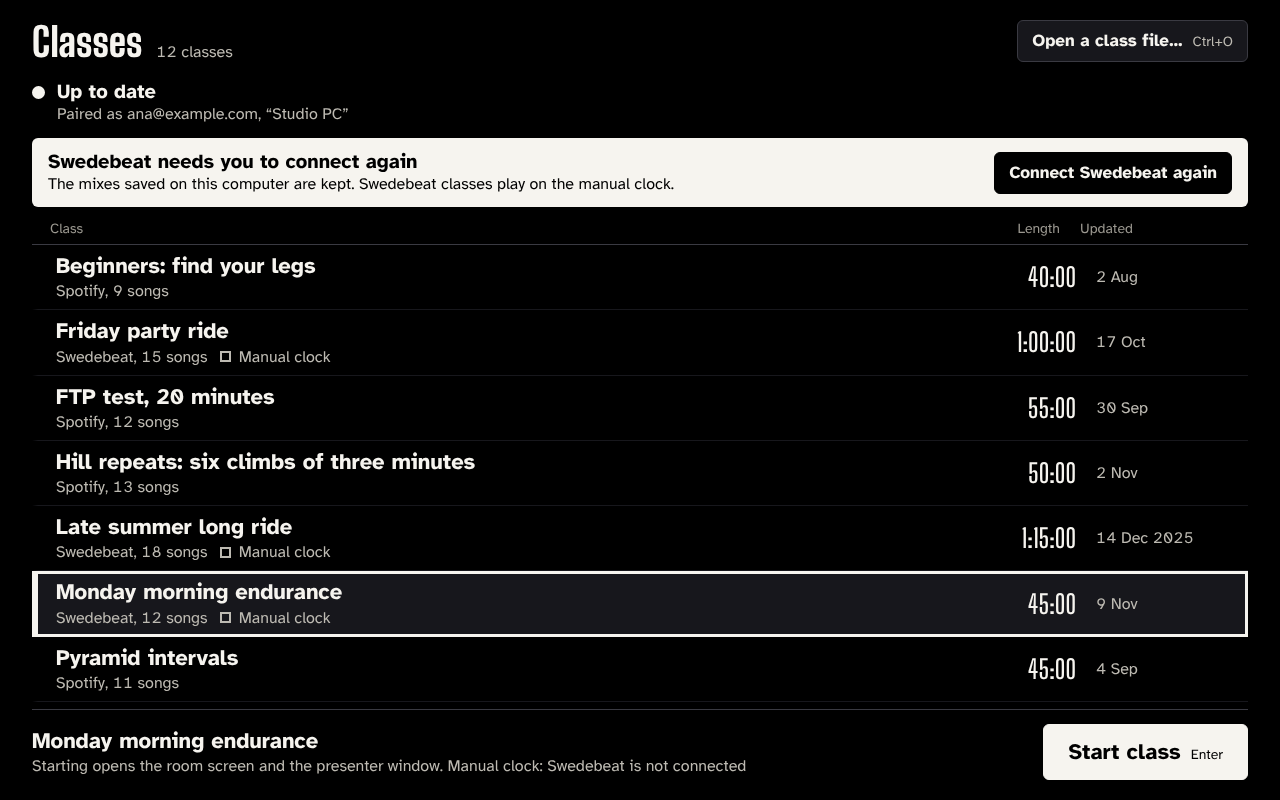 Classes 12 classes
Open a class file... Ctrl+O
Up to date
Paired as ana@example.com, “Studio PC”
Swedebeat needs you to connect again
The mixes saved on this computer are kept. Swedebeat classes play on the manual clock.
Connect Swedebeat again
Class Length Updated
Beginners: find your legs
Spotify, 9 songs
40:00 2 Aug
Friday party ride
Swedebeat, 15 songs Manual clock
1:00:00 17 Oct
FTP test, 20 minutes
Spotify, 12 songs
55:00 30 Sep
Hill repeats: six climbs of three minutes
Spotify, 13 songs
50:00 2 Nov
Late summer long ride
Swedebeat, 18 songs Manual clock
1:15:00 14 Dec 2025
Monday morning endurance
Swedebeat, 12 songs Manual clock
45:00 9 Nov
Pyramid intervals
Spotify, 11 songs
45:00 4 Sep
Monday morning endurance
Starting opens the room screen and the presenter window. Manual clock: Swedebeat is not connected
Start class Enter